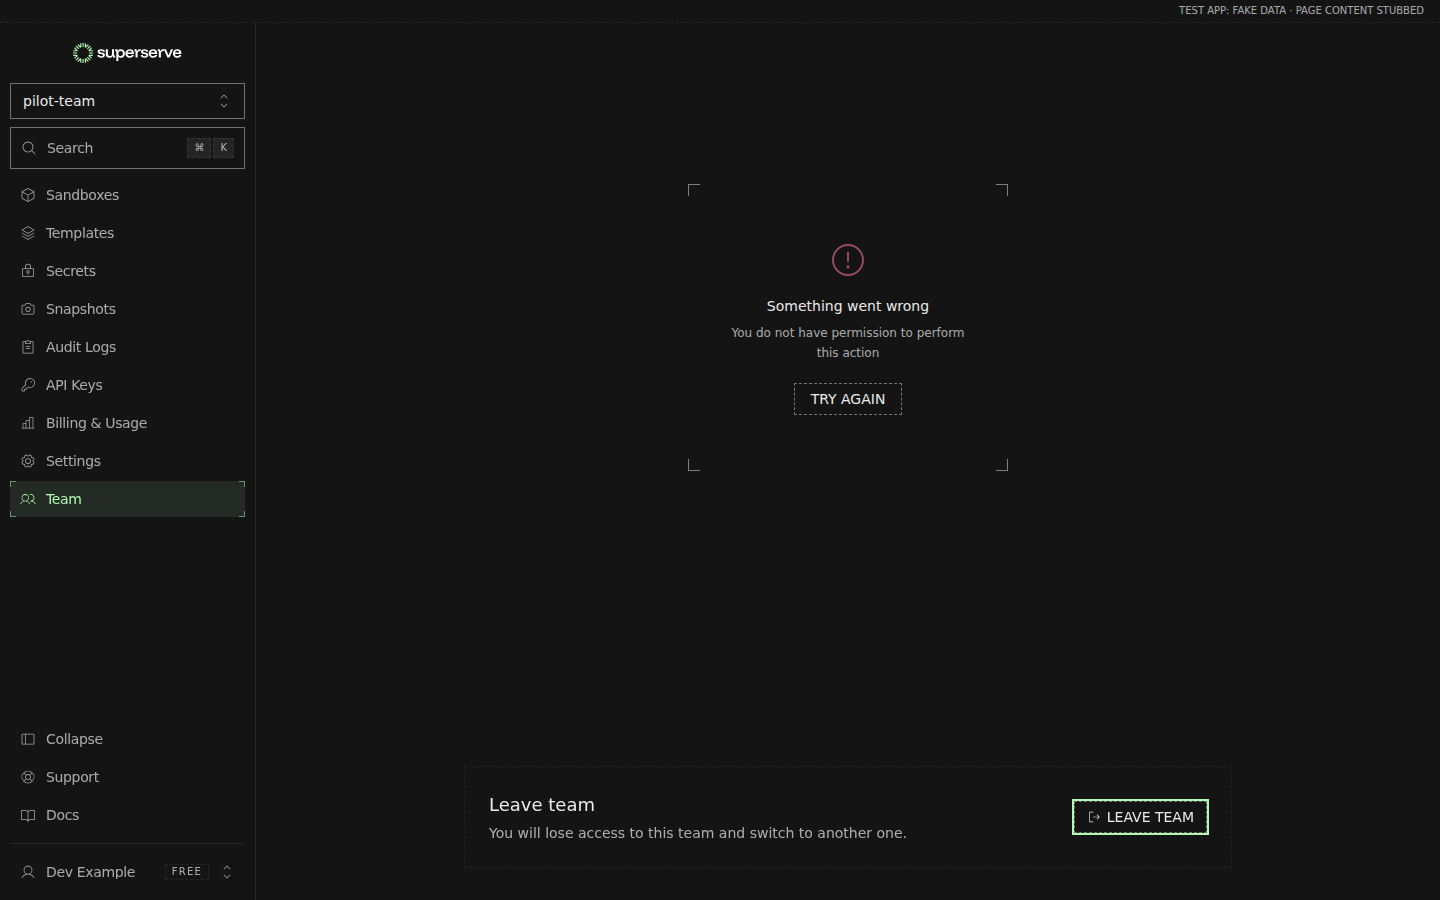 TEST APP: FAKE DATA · PAGE CONTENT STUBBED
superserve
pilot-team
Search ⌘ K
Sandboxes
Templates
Secrets
Snapshots
Audit Logs
API Keys
Billing & Usage
Settings
Team
Collapse
Support
Docs
Dev Example FREE
Something went wrong
You do not have permission to perform
this action
TRY AGAIN
Leave team
You will lose access to this team and switch to another one.
LEAVE TEAM